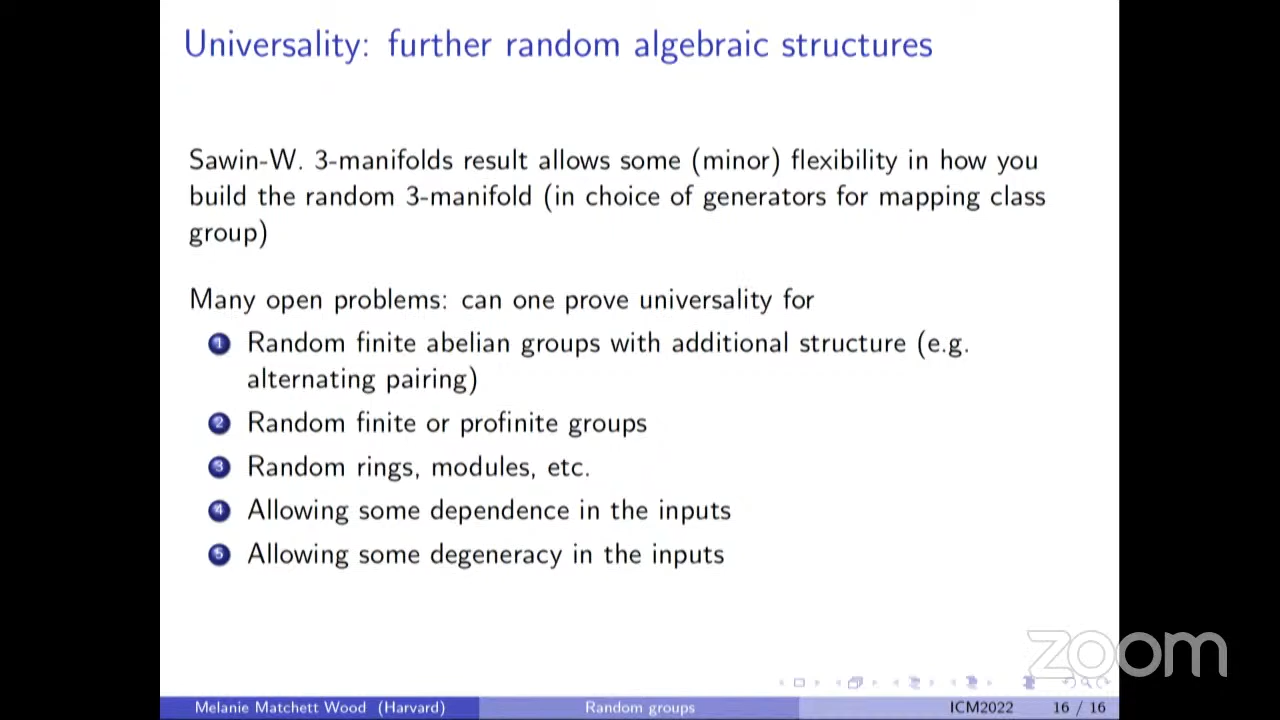 Universality: further random algebraic structures
Sawin-W. 3-manifolds result allows some (minor) flexibility in how you
build the random 3-manifold (in choice of generators for mapping class
group)
Many open problems: can one prove universality for
1 Random finite abelian groups with additional structure (e.g.
alternating pairing)
2 Random finite or profinite groups
3 Random rings, modules, etc.
4 Allowing some dependence in the inputs
5 Allowing some degeneracy in the inputs
zoom
Melanie Matchett Wood (Harvard) Random groups ICM2022 16 / 16